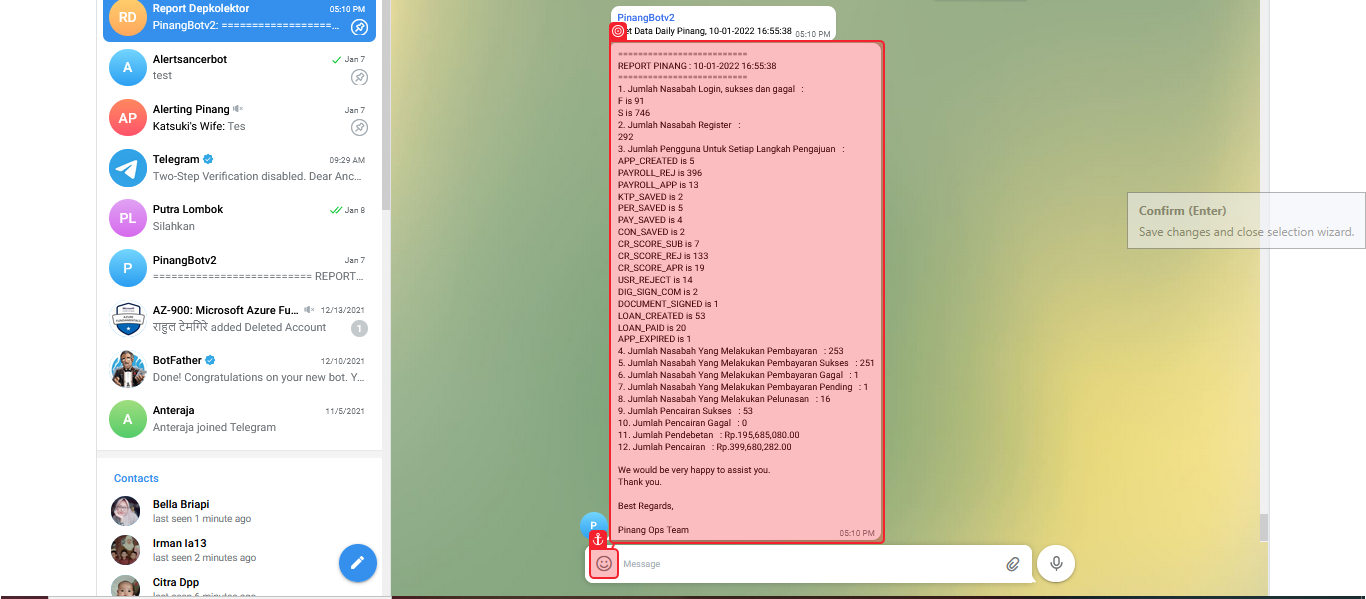 RD
Report Depkolektor
05:10 PM
PinangBotv2: ===================...
A
Alertsancerbot
Jan 7
test
AP
Alerting Pinang
Jan 7
Katsuki's Wife: Tes
Telegram
09:29 AM
Two-Step Verification disabled. Dear Anc...
PL
Putra Lombok
Jan 8
Silahkan
P
PinangBotv2
Jan 7
========================== REPORT...
AZ-900: Microsoft Azure Fu...
12/13/2021
राहुल टेमगिरे added Deleted Account
1
BotFather
12/10/2021
Done! Congratulations on your new bot. Y...
A
Anteraja
11/5/2021
Anteraja joined Telegram
Contacts
Bella Briapi
last seen 1 minute ago
Irman Ia13
last seen 2 minutes ago
Citra Dpp
PinangBotv2
et Data Daily Pinang, 10-01-2022 16:55:38
05:10 PM
==========================
REPORT PINANG : 10-01-2022 16:55:38
==========================
1. Jumlah Nasabah Login, sukses dan gagal :
F is 91
S is 746
2. Jumlah Nasabah Register :
292
3. Jumlah Pengguna Untuk Setiap Langkah Pengajuan :
APP_CREATED is 5
PAYROLL_REJ is 396
PAYROLL_APP is 13
KTP_SAVED is 2
PER_SAVED is 5
PAY_SAVED is 4
CON_SAVED is 2
CR_SCORE_SUB is 7
CR_SCORE_REJ is 133
CR_SCORE_APR is 19
USR_REJECT is 14
DIG_SIGN_COM is 2
DOCUMENT_SIGNED is 1
LOAN_CREATED is 53
LOAN_PAID is 20
APP_EXPIRED is 1
4. Jumlah Nasabah Yang Melakukan Pembayaran : 253
5. Jumlah Nasabah Yang Melakukan Pembayaran Sukses : 251
6. Jumlah Nasabah Yang Melakukan Pembayaran Gagal : 1
7. Jumlah Nasabah Yang Melakukan Pembayaran Pending : 1
8. Jumlah Nasabah Yang Melakukan Pelunasan : 16
9. Jumlah Pencairan Sukses : 53
10. Jumlah Pencairan Gagal : 0
11. Jumlah Pendebetan : Rp.195,685,080.00
12. Jumlah Pencairan : Rp.399,680,282.00
We would be very happy to assist you.
Thank you.
Best Regards,
Pinang Ops Team
05:10 PM
P
Message
Confirm (Enter)
Save changes and close selection wizard.